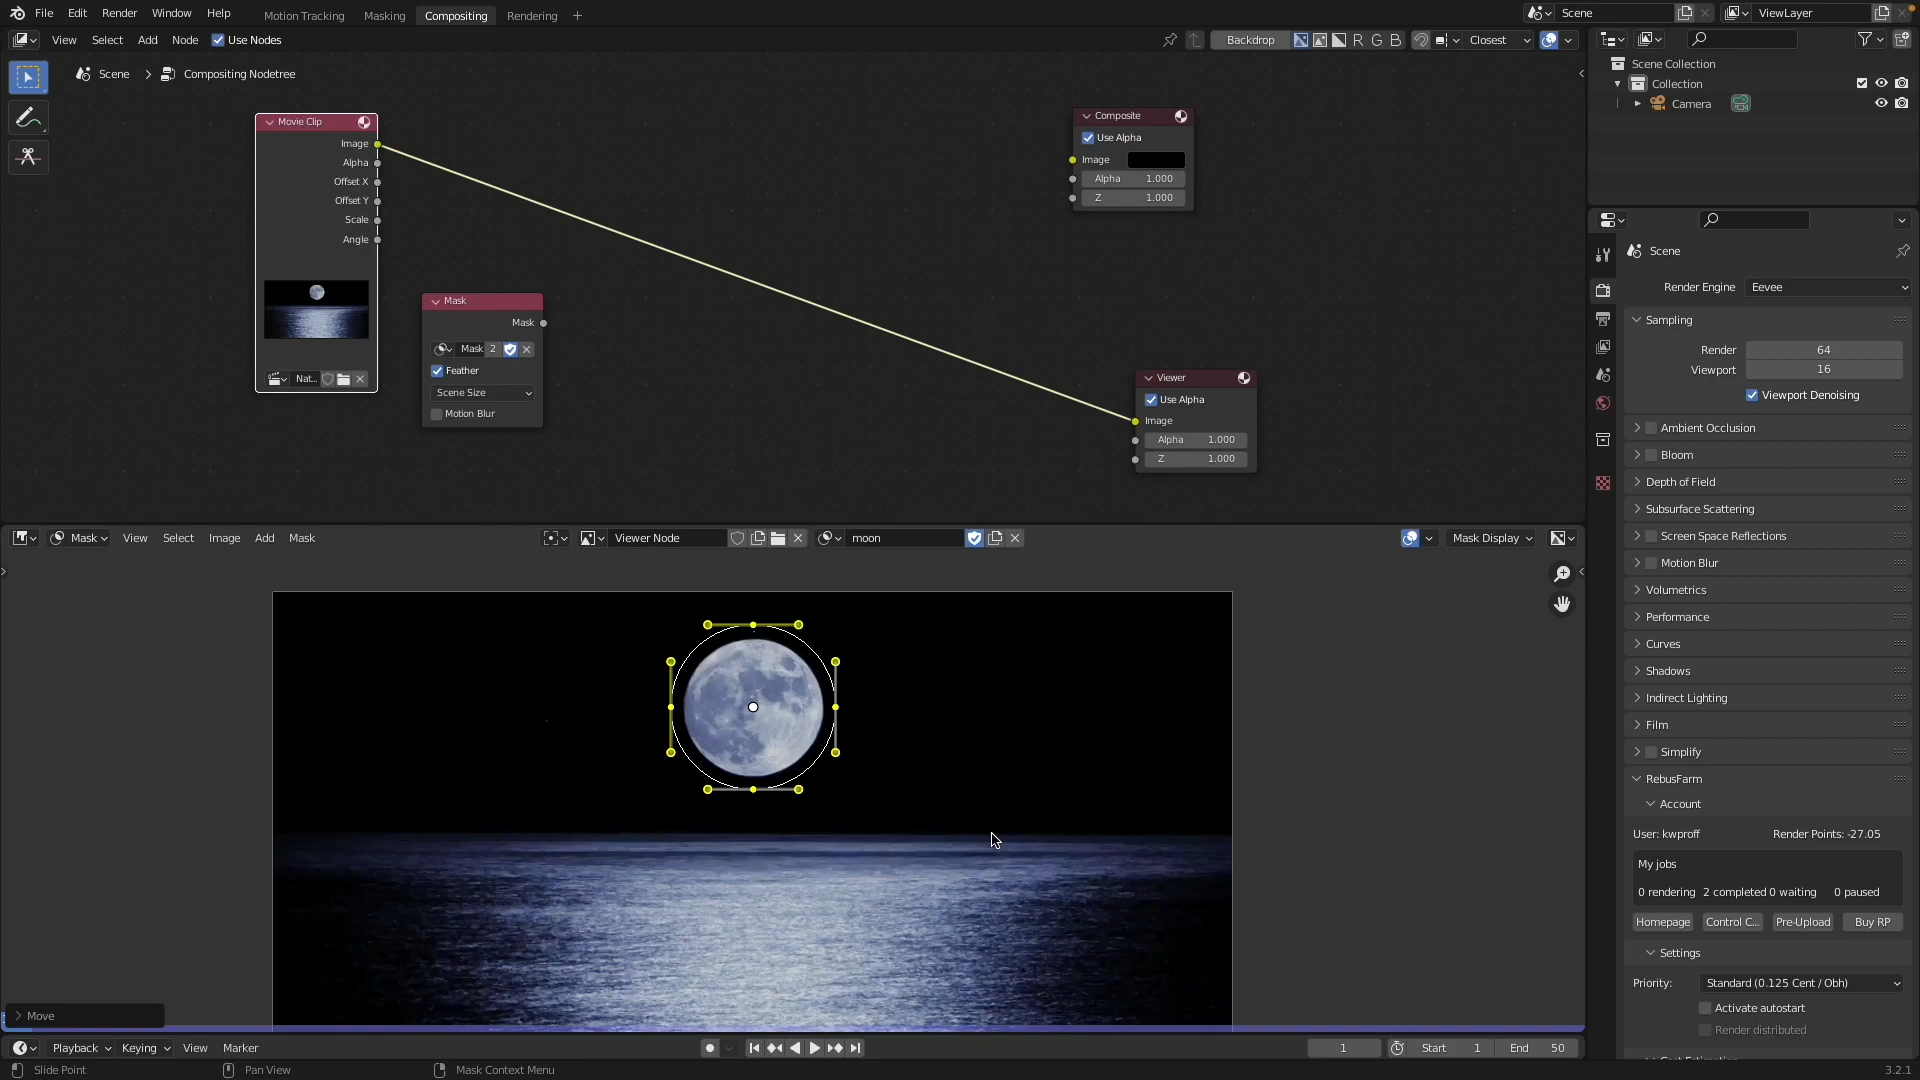 File Edit Render Window Help Motion Tracking Masking Compositing Rendering + Scene ViewLayer
View Select Add Node Use Nodes Backdrop R G B Closest
Scene Compositing Nodetree
Movie Clip
Image
Alpha
Offset X
Offset Y
Scale
Angle
Nat...
Mask
Mask
Mask 2
Feather
Scene Size
Motion Blur
Composite
Use Alpha
Image
Alpha 1.000
Z 1.000
Viewer
Use Alpha
Image
Alpha 1.000
Z 1.000
Scene Collection
Collection
Camera
Scene
Render Engine Eevee
Sampling
Render 64
Viewport 16
Viewport Denoising
Ambient Occlusion
Bloom
Depth of Field
Subsurface Scattering
Screen Space Reflections
Motion Blur
Volumetrics
Performance
Curves
Shadows
Indirect Lighting
Film
Simplify
RebusFarm
Account
User: kwproff Render Points: -27.05
My jobs
0 rendering 2 completed 0 waiting 0 paused
Homepage Control C... Pre-Upload Buy RP
Settings
Priority: Standard (0.125 Cent / Obh)
Activate autostart
Render distributed
Cost Estimation
Mask View Select Image Add Mask Viewer Node moon Mask Display
Move
Playback Keying View Marker 1 Start 1 End 50
Slide Point Pan View Mask Context Menu 3.2.1